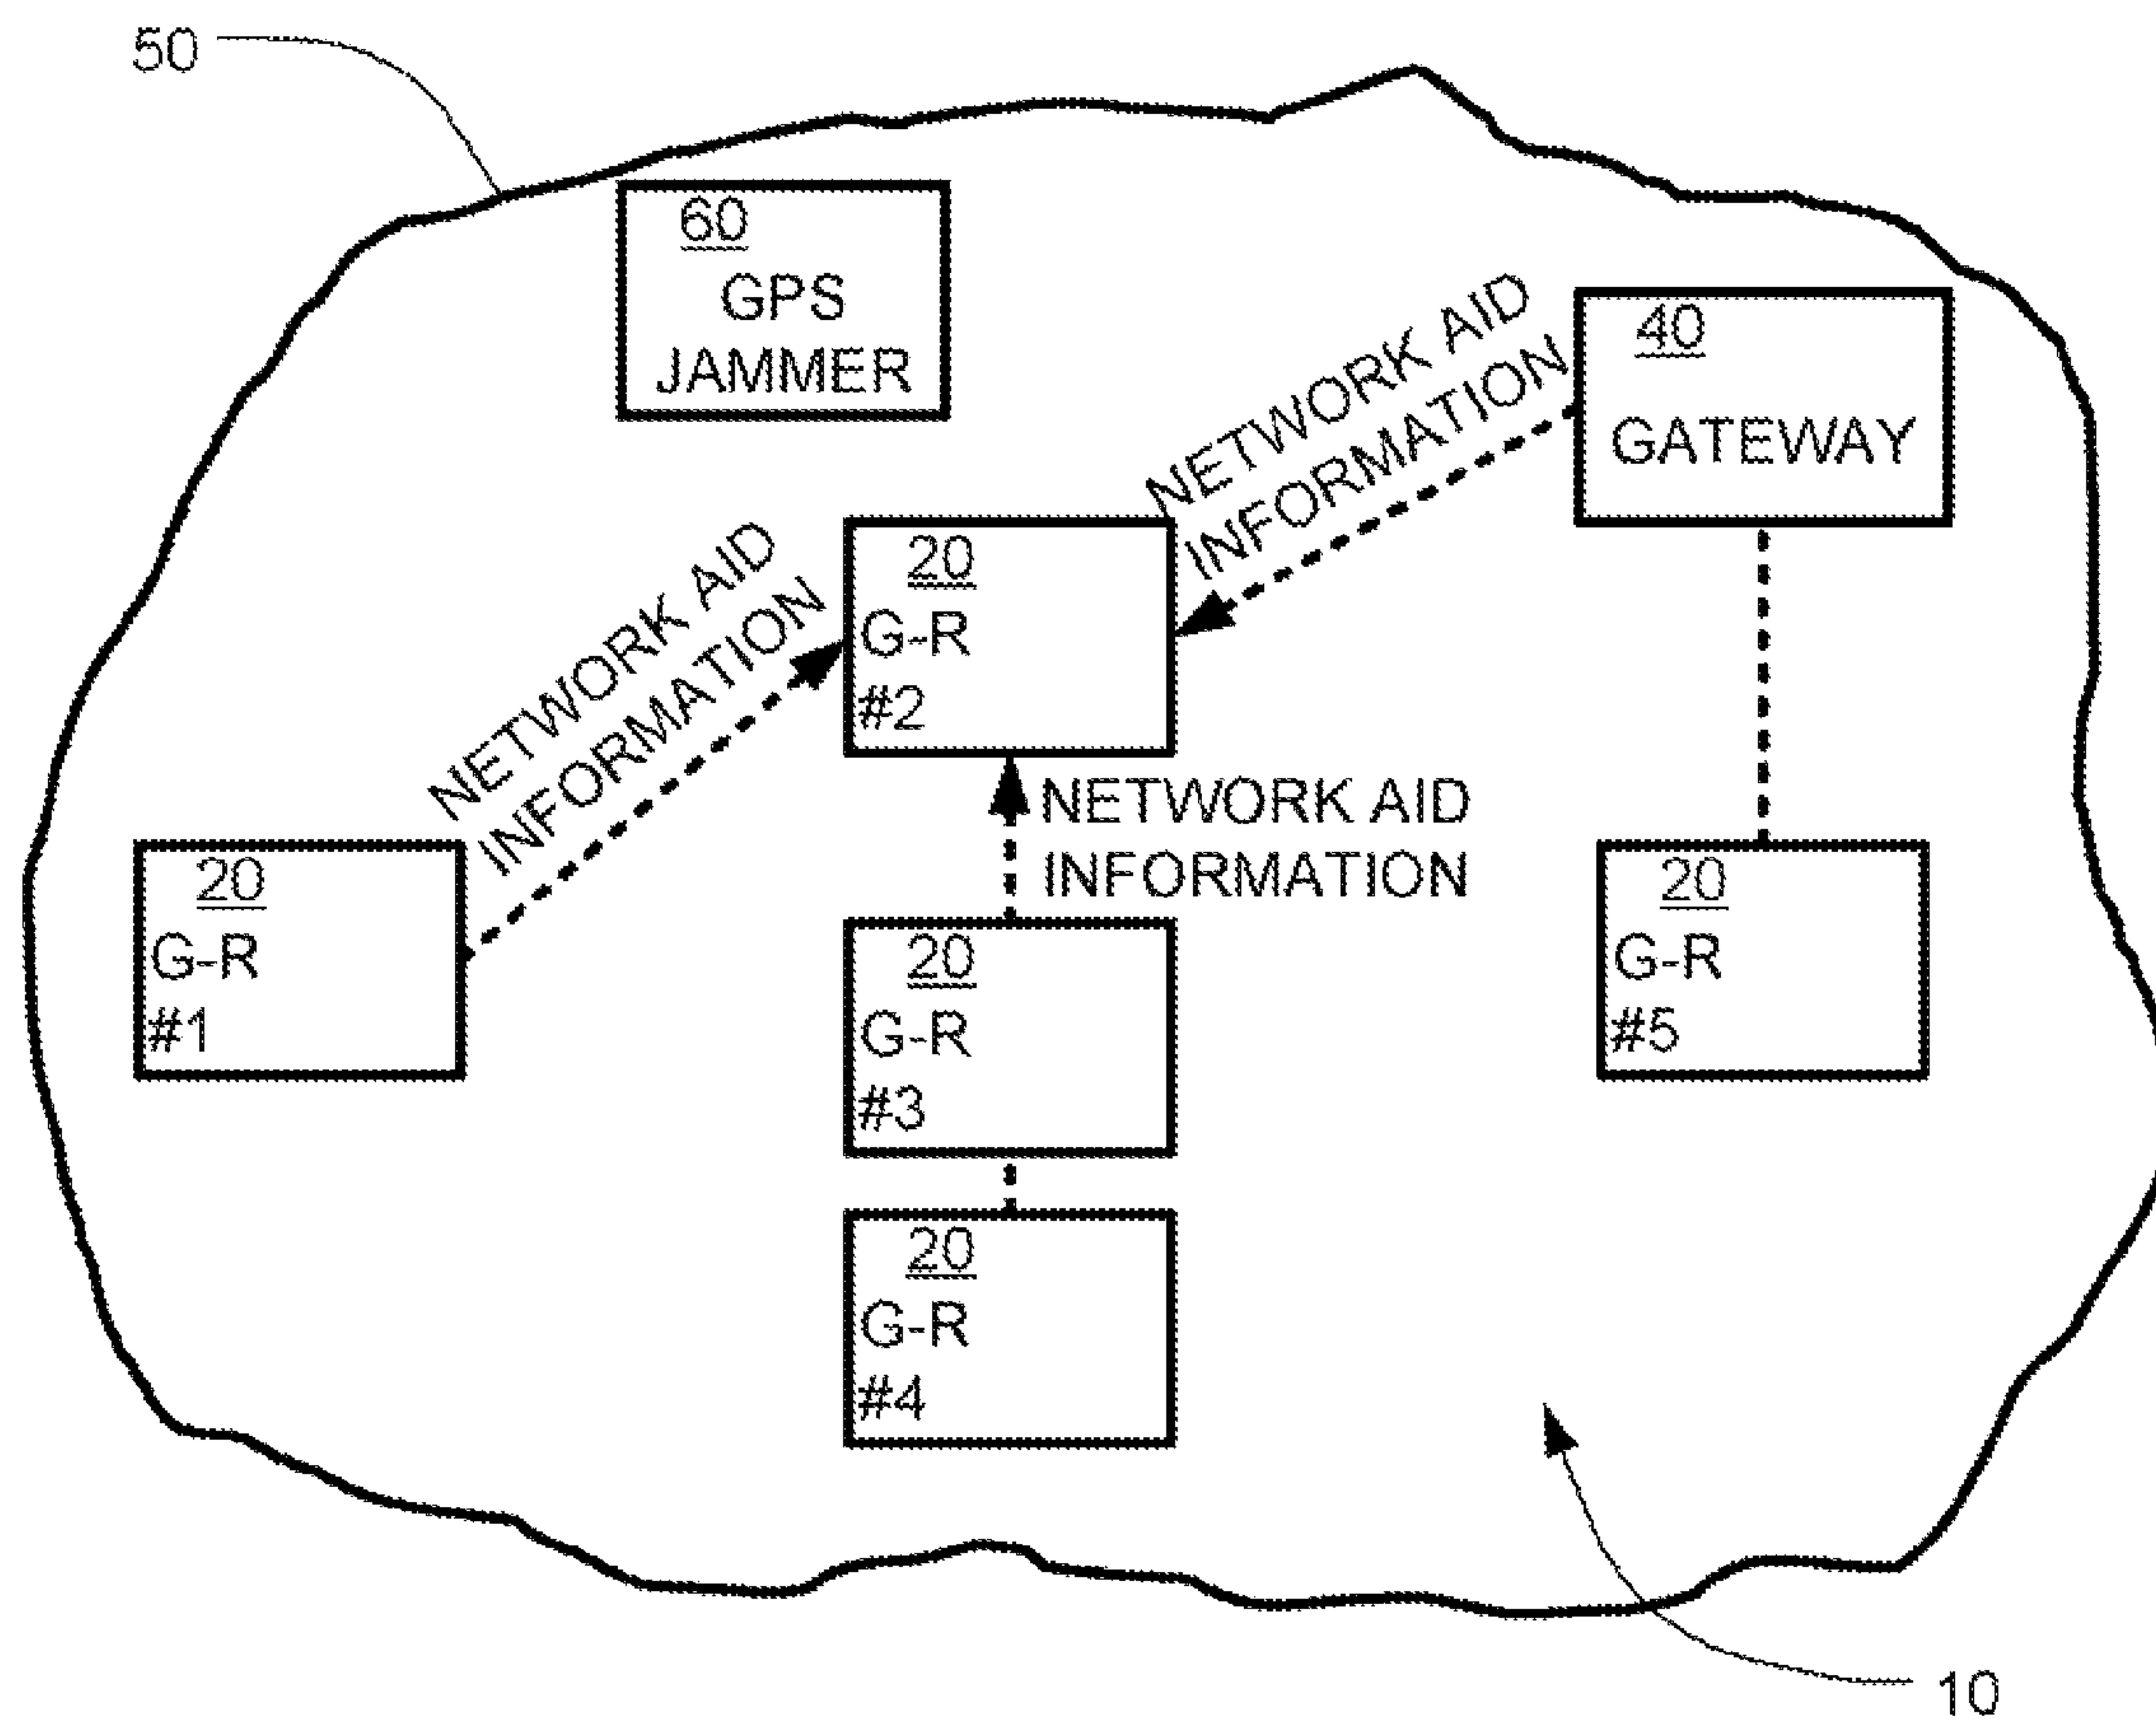 50
60
GPS
JAMMER
40
GATEWAY
NETWORK AID
INFORMATION
20
G-R
#2
NETWORK AID
INFORMATION
NETWORK AID
INFORMATION
20
G-R
#1
20
G-R
#3
20
G-R
#5
20
G-R
#4
10